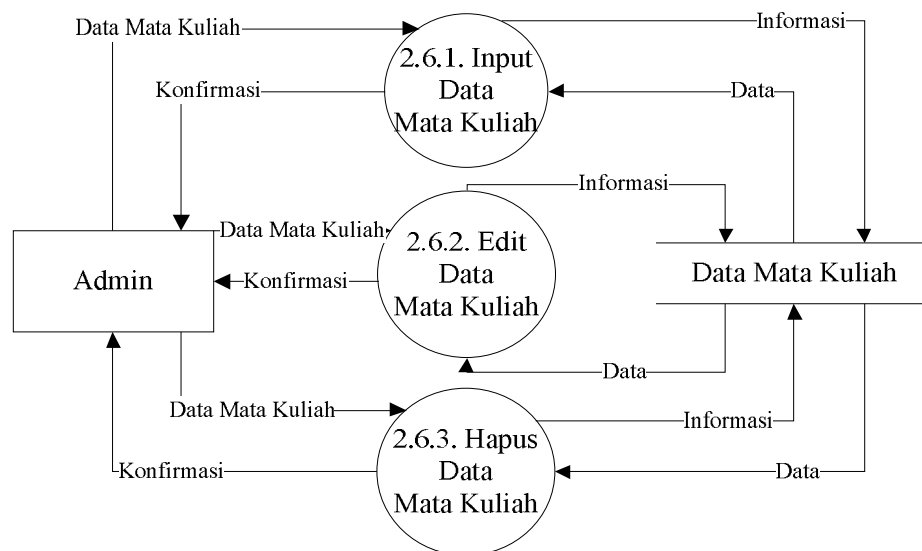 Data Mata Kuliah
Informasi
2.6.1. Input
Data
Mata Kuliah
Konfirmasi
Data
Informasi
Data Mata Kuliah
2.6.2. Edit
Data
Mata Kuliah
Admin
Konfirmasi
Data Mata Kuliah
Data
Data Mata Kuliah
2.6.3. Hapus
Data
Mata Kuliah
Informasi
Konfirmasi
Data